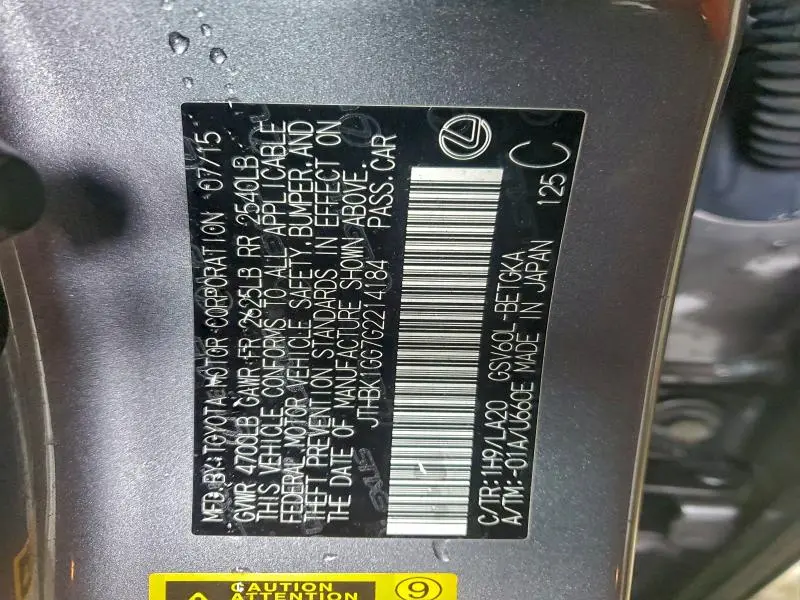 MFD.BY:TOYOTA MOTOR CORPORATION 07/15
GVWR 4700LB GAWR:FR 2625LB RR 2540LB
THIS VEHICLE CONFORMS TO ALL APPLICABLE
FEDERAL MOTOR VEHICLE SAFETY,BUMPER,AND
THEFT PREVENTION STANDARDS IN EFFECT ON
THE DATE OF MANUFACTURE SHOWN ABOVE.
JTHBK1GG7G2214184 PASS.CAR
C/TR:1H9/LA20 GSV60L-BETGKA
A/TM:-01A/U660E MADE IN JAPAN 125 C
CAUTION 9
ATTENTION